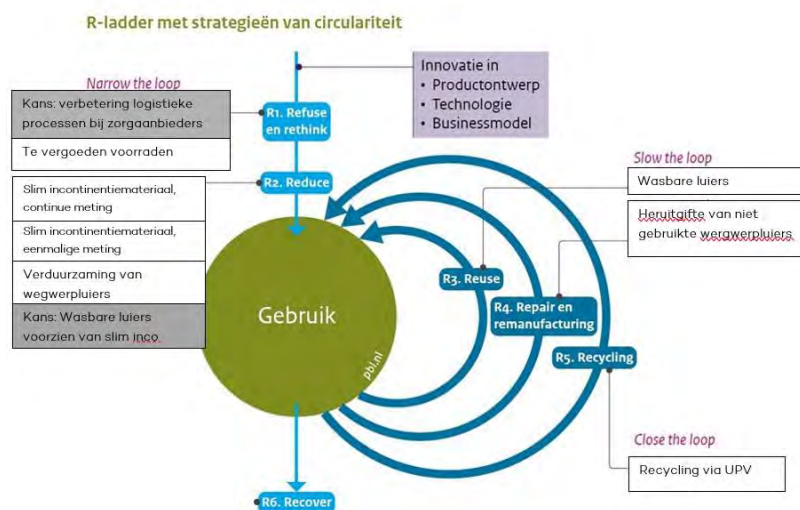 R-ladder met strategieën van circulariteit
Narrow the loop
Kans: verbetering logistieke
processen bij zorgaanbieders
Te vergoeden voorraden
Slim incontinentiemateriaal,
continue meting
Slim incontinentiemateriaal,
eenmalige meting
Verduurzaming van
wegwerpluiers
Kans: Wasbare luiers
voorzien van slim inco
R1. Refuse
en rethink
R2. Reduce
Innovatie in
• Productontwerp
• Technologie
• Businessmodel
Slow the loop
Wasbare luiers
Heruitgifte van niet
gebruikte wergwerpluiers
R3. Reuse
R4. Repair en
remanufacturing
R5. Recycling
Gebruik
pbl.nl
Close the loop
Recycling via UPV
R6. Recover